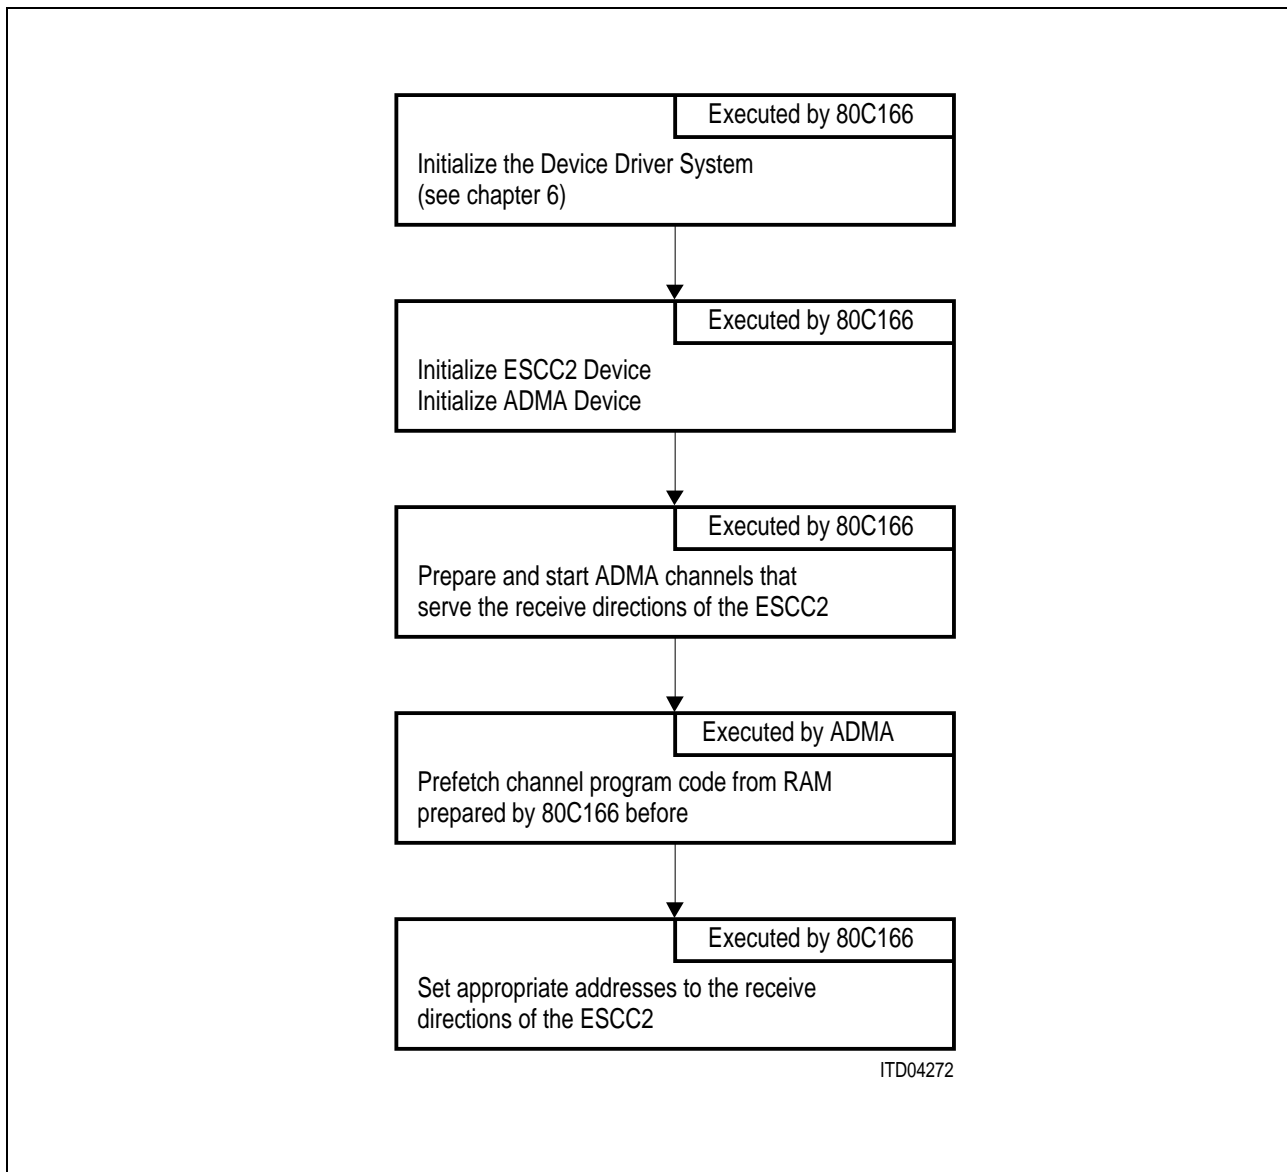 Executed by 80C166
Initialize the Device Driver System
(see chapter 6)
Executed by 80C166
Initialize ESCC2 Device
Initialize ADMA Device
Executed by 80C166
Prepare and start ADMA channels that
serve the receive directions of the ESCC2
Executed by ADMA
Prefetch channel program code from RAM
prepared by 80C166 before
Executed by 80C166
Set appropriate addresses to the receive
directions of the ESCC2
ITD04272